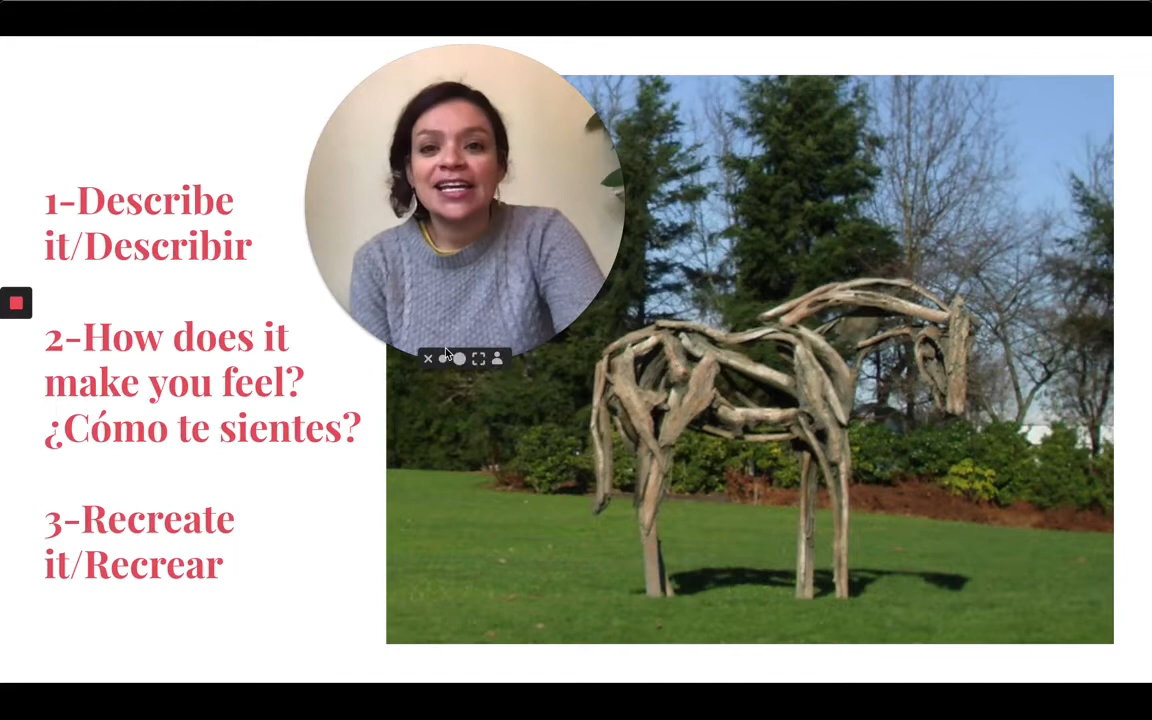 1-Describe
it/Describir
2-How does it
make you feel?
¿Cómo te sientes?
3-Recreate
it/Recrear